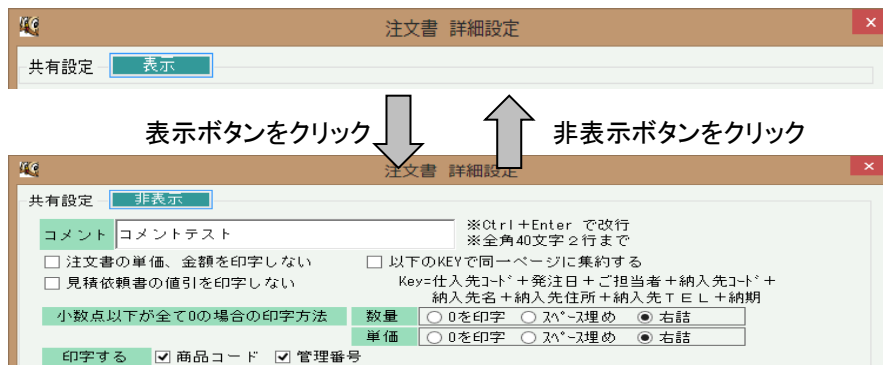 注文書 詳細設定
共有設定 表示
表示ボタンをクリック 非表示ボタンをクリック
注文書 詳細設定
共有設定 非表示
コメント コメントテスト ※Ctrl+Enter で改行
※全角40文字2行まで
注文書の単価、金額を印字しない 以下のKEYで同一ページに集約する
見積依頼書の値引を印字しない Key=仕入先ｺｰﾄﾞ+発注日+ご担当者+納入先ｺｰﾄﾞ+
納入先名+納入先住所+納入先TEL+納期
小数点以下が全て0の場合の印字方法 数量 0を印字 ｽﾍﾟｰｽ埋め 右詰
単価 0を印字 ｽﾍﾟｰｽ埋め 右詰
印字する 商品コード 管理番号